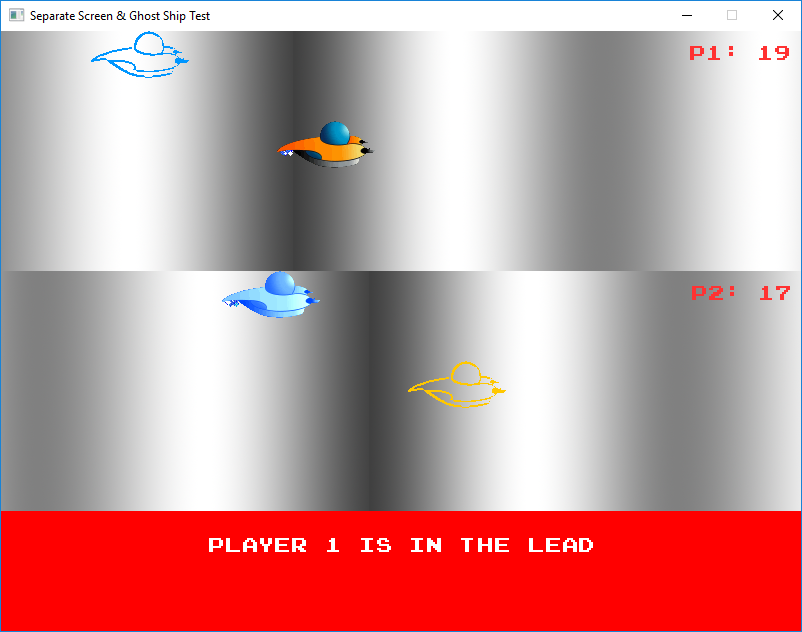 Separate Screen & Ghost Ship Test
P1: 19
P2: 17
PLAYER 1 IS IN THE LEAD